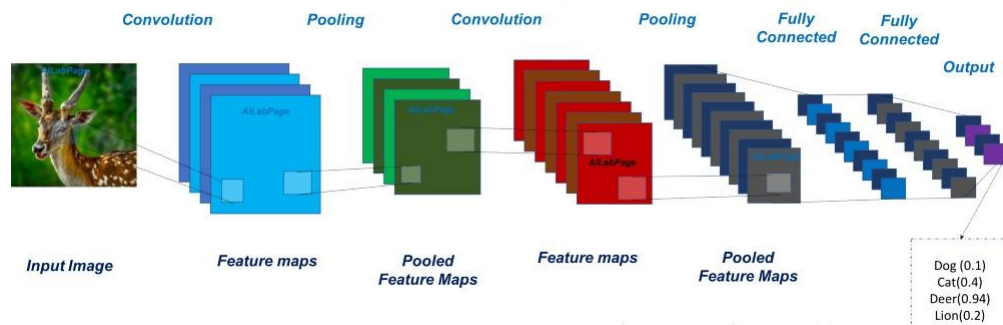 Convolution
Pooling
Convolution
Pooling
Fully
Connected
Fully
Connected
Output
AILabPage
AILabPage
AILabPage
AILabPage
Input Image
Feature maps
Pooled
Feature Maps
Feature maps
Pooled
Feature Maps
Dog (0.1)
Cat(0.4)
Deer(0.94)
Lion(0.2)